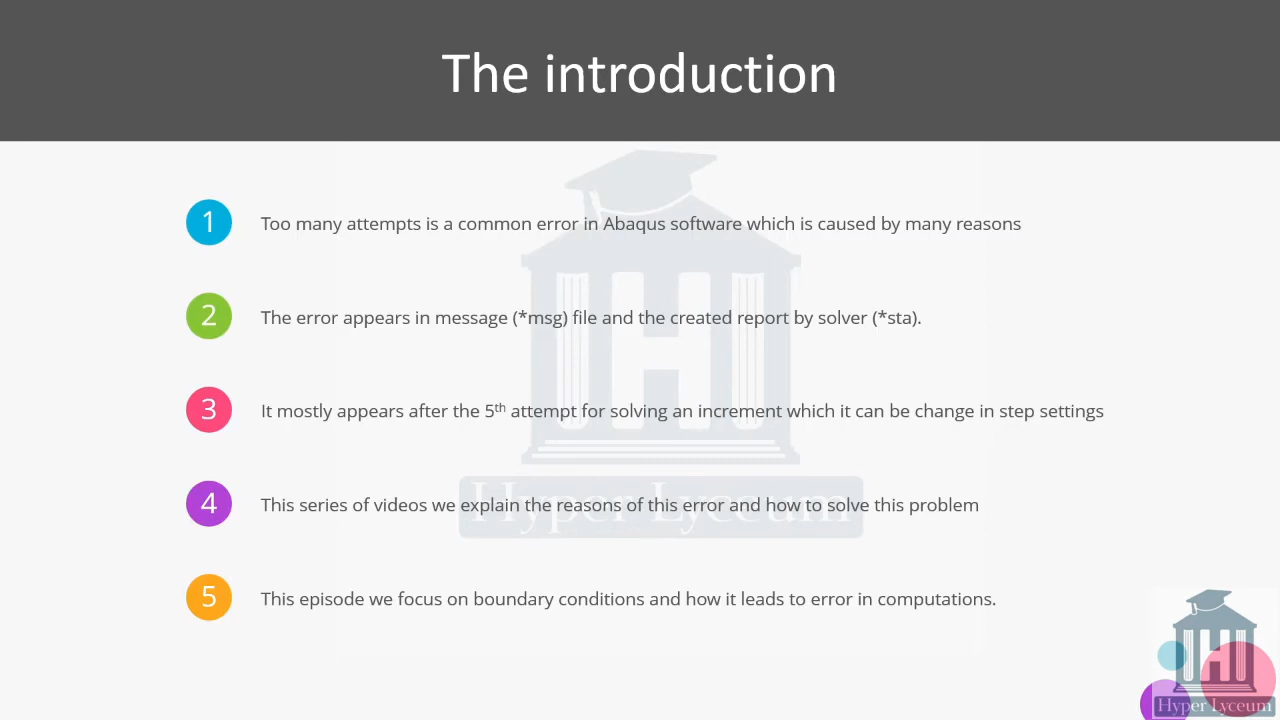 The introduction
1 Too many attempts is a common error in Abaqus software which is caused by many reasons
2 The error appears in message (*msg) file and the created report by solver (*sta).
3 It mostly appears after the 5th attempt for solving an increment which it can be change in step settings
4 This series of videos we explain the reasons of this error and how to solve this problem
5 This episode we focus on boundary conditions and how it leads to error in computations.
Hyper Lyceum
Hyper Lyceum